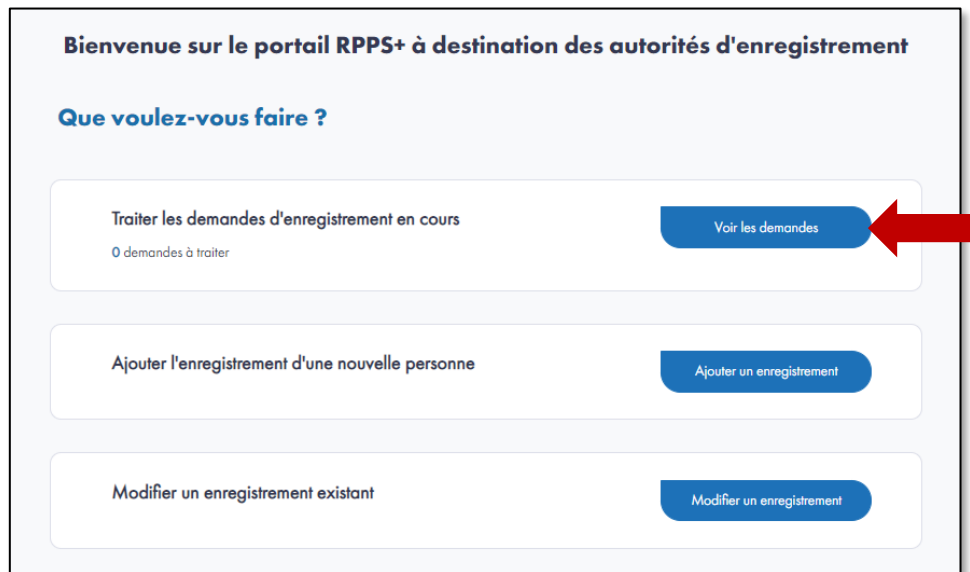 Bienvenue sur le portail RPPS+ à destination des autorités d'enregistrement
Que voulez-vous faire ?
Traiter les demandes d'enregistrement en cours
Voir les demandes
0 demandes à traiter
Ajouter l'enregistrement d'une nouvelle personne
Ajouter un enregistrement
Modifier un enregistrement existant
Modifier un enregistrement